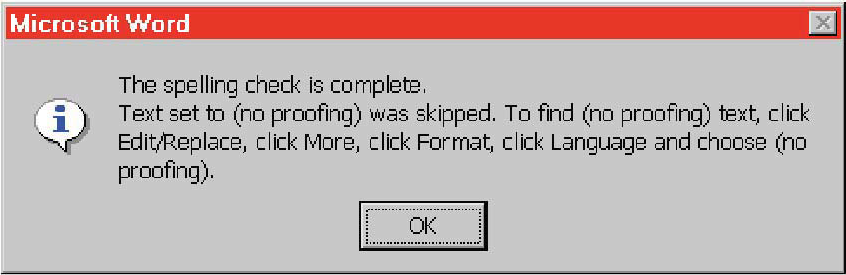 Microsoft Word
The spelling check is complete.
Text set to (no proofing) was skipped. To find (no proofing) text, click
Edit/Replace, click More, click Format, click Language and choose (no
proofing).
OK